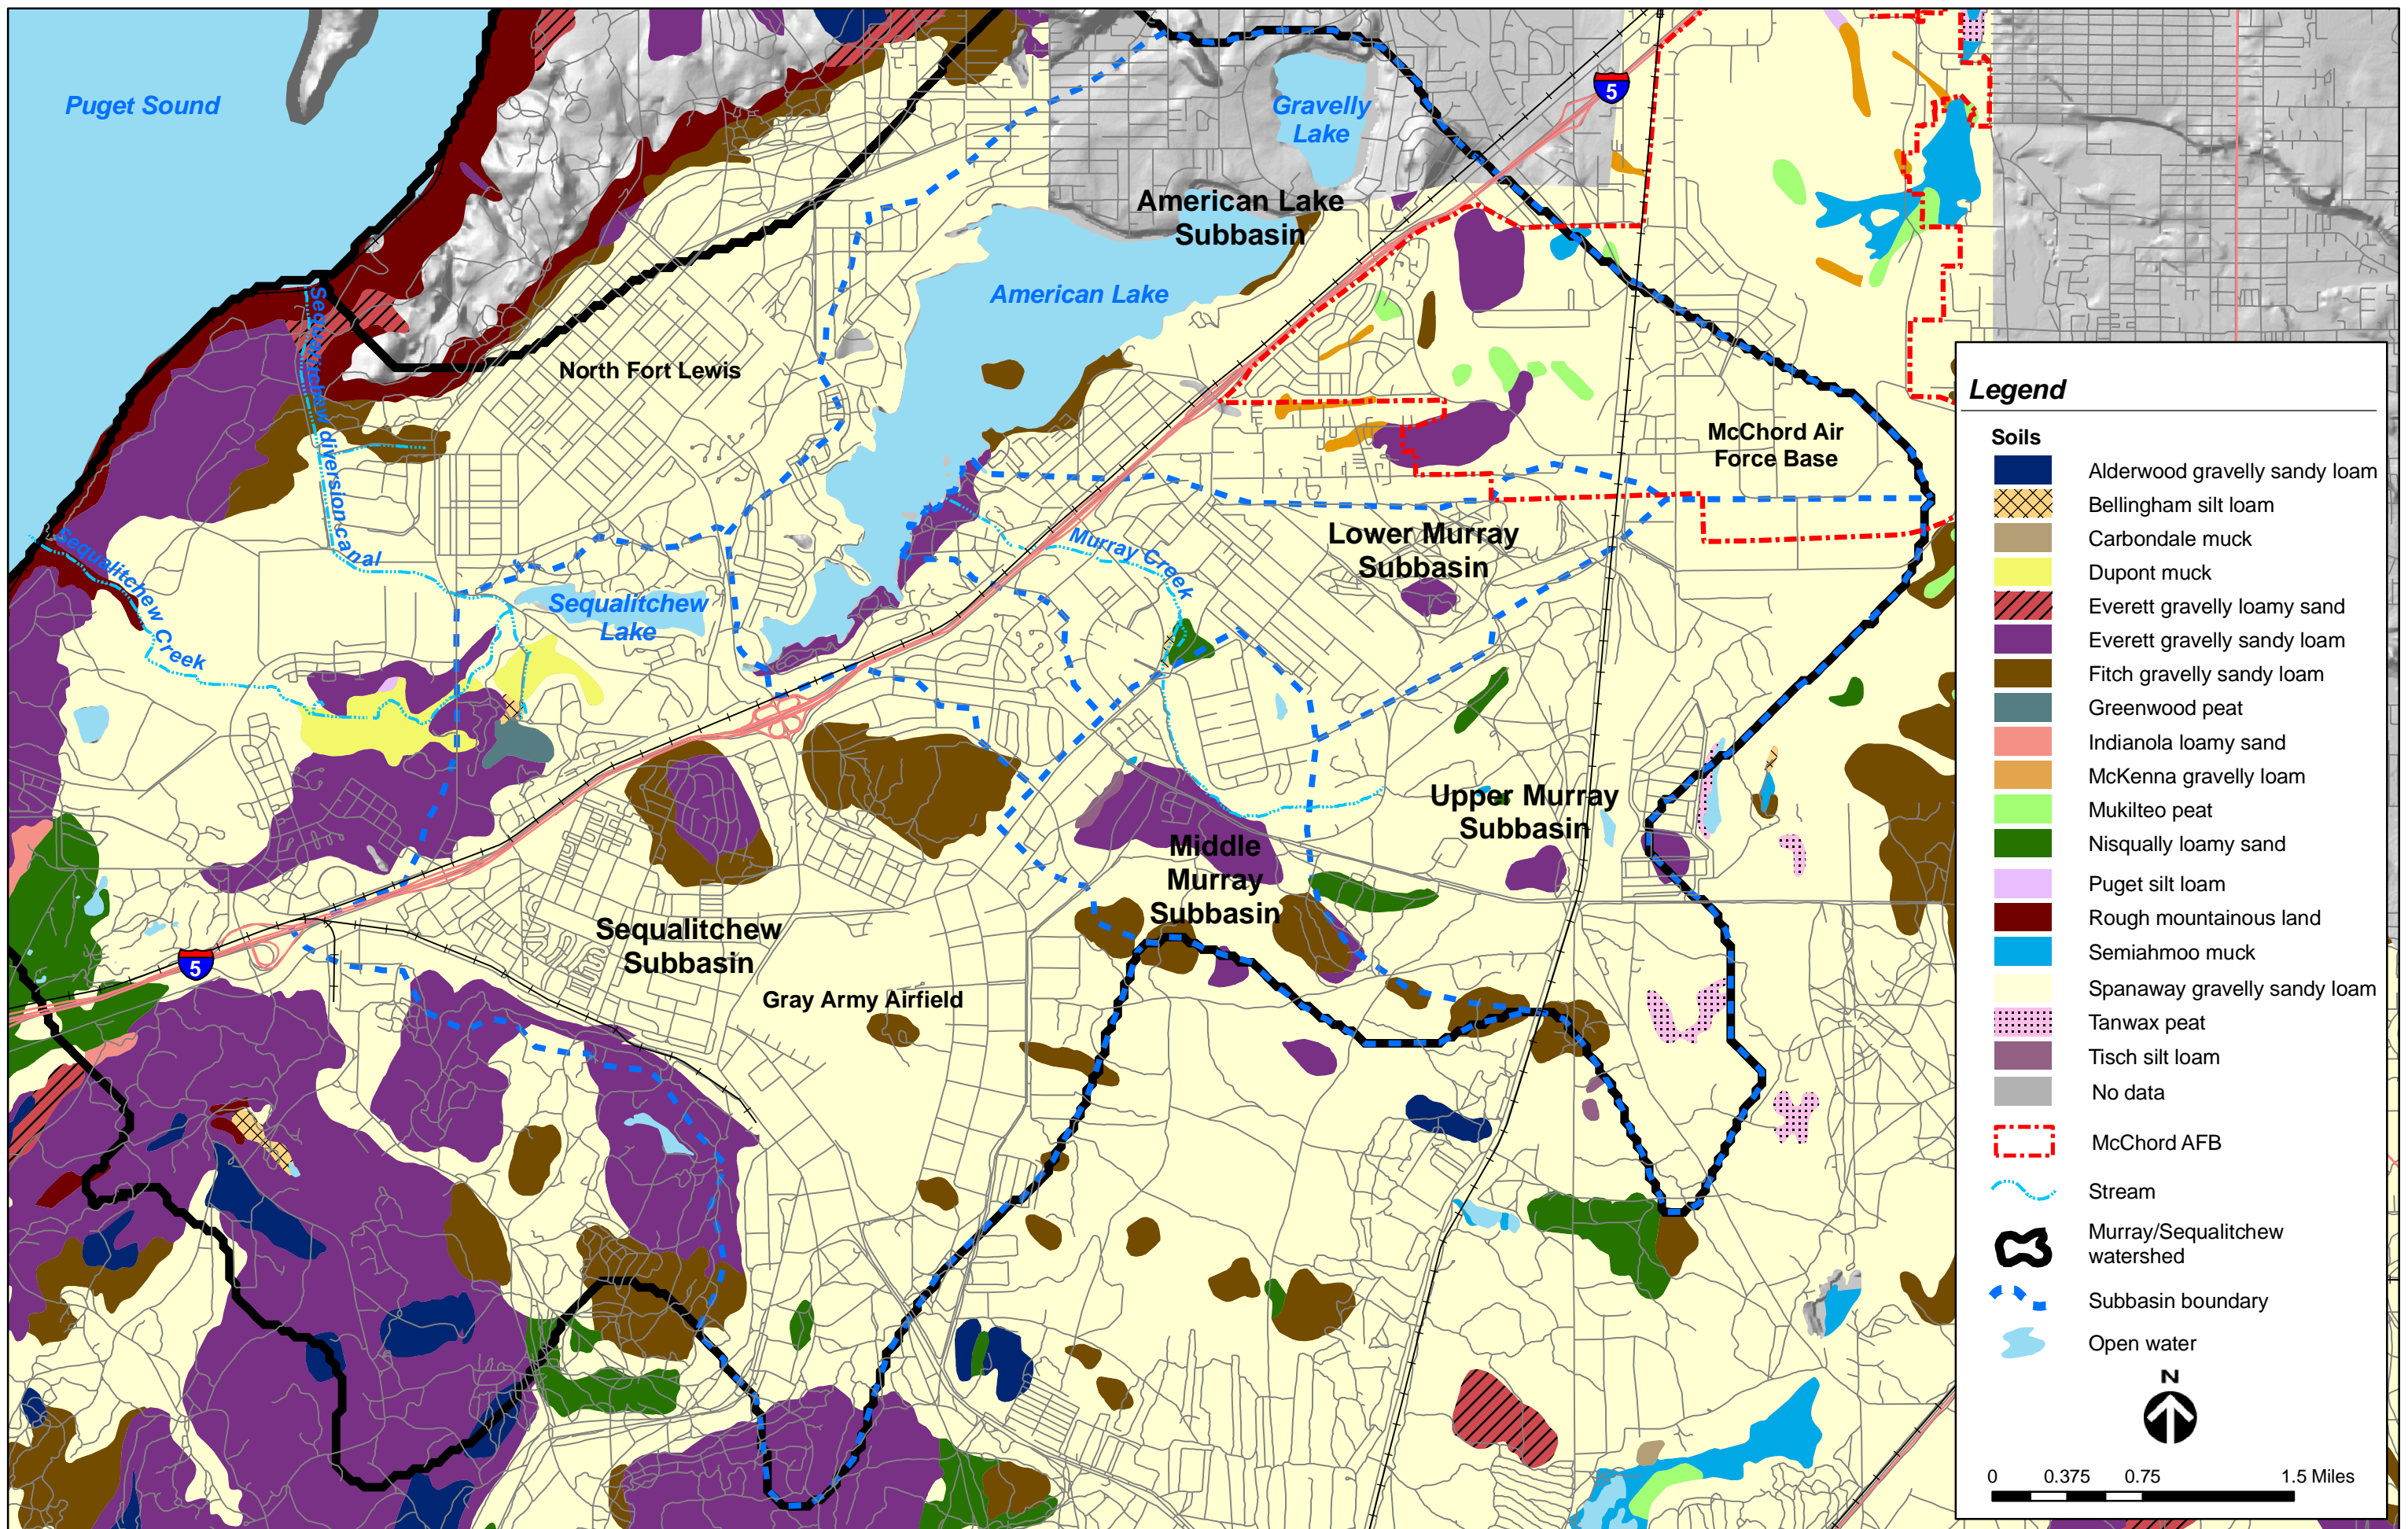 Puget Sound
Gravelly
Lake
5
American Lake
Subbasin
American Lake
North Fort Lewis
Sequalitchew diversion canal
McChord Air
Force Base
Lower Murray
Subbasin
Murray Creek
Sequalitchew Creek
Sequalitchew
Lake
Upper Murray
Subbasin
Middle
Murray
Subbasin
Sequalitchew
Subbasin
5
Gray Army Airfield
Legend
Soils
Alderwood gravelly sandy loam
Bellingham silt loam
Carbondale muck
Dupont muck
Everett gravelly loamy sand
Everett gravelly sandy loam
Fitch gravelly sandy loam
Greenwood peat
Indianola loamy sand
McKenna gravelly loam
Mukilteo peat
Nisqually loamy sand
Puget silt loam
Rough mountainous land
Semiahmoo muck
Spanaway gravelly sandy loam
Tanwax peat
Tisch silt loam
No data
McChord AFB
Stream
Murray/Sequalitchew
watershed
Subbasin boundary
Open water
N
0 0.375 0.75 1.5 Miles